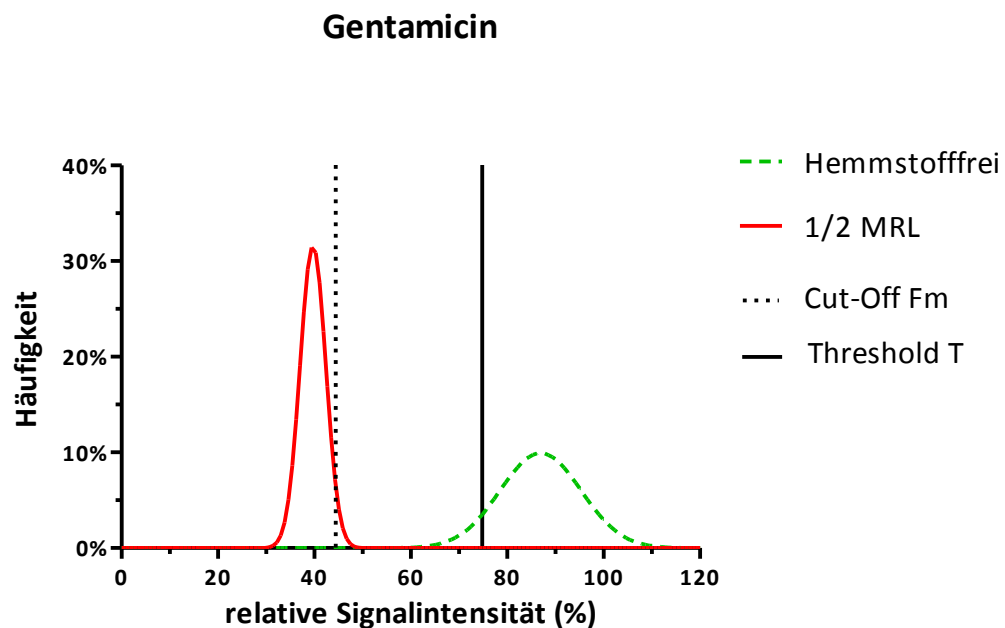 Gentamicin
40%
30%
20%
10%
0%
Häufigkeit
0 20 40 60 80 100 120
relative Signalintensität (%)
Hemmstofffrei
1/2 MRL
Cut-Off Fm
Threshold T